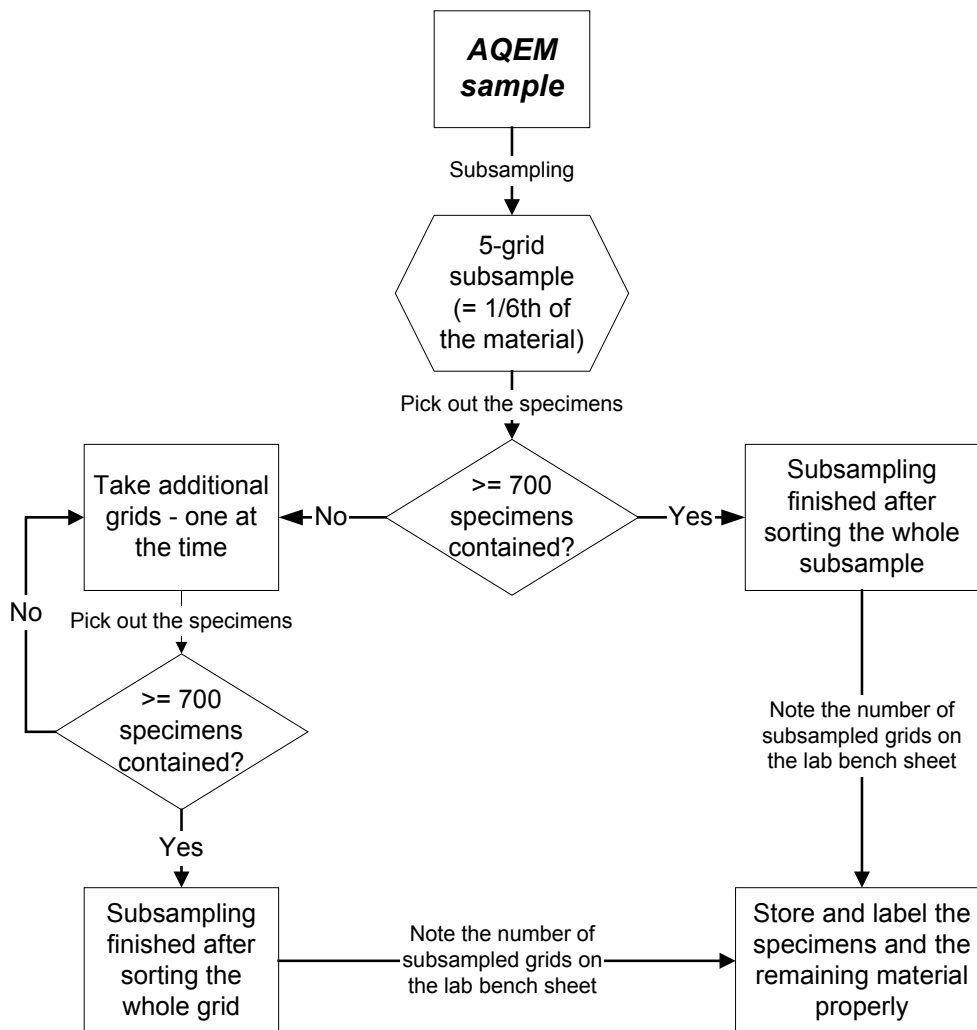 AQEM
sample
Subsampling
5-grid
subsample
(= 1/6th of
the material)
Pick out the specimens
>= 700
specimens
contained?
No
Yes
Take additional
grids - one at
the time
Subsampling
finished after
sorting the whole
subsample
No
Pick out the specimens
>= 700
specimens
contained?
Note the number of
subsampled grids on
the lab bench sheet
Yes
Subsampling
finished after
sorting the
whole grid
Note the number of
subsampled grids on
the lab bench sheet
Store and label the
specimens and the
remaining material
properly